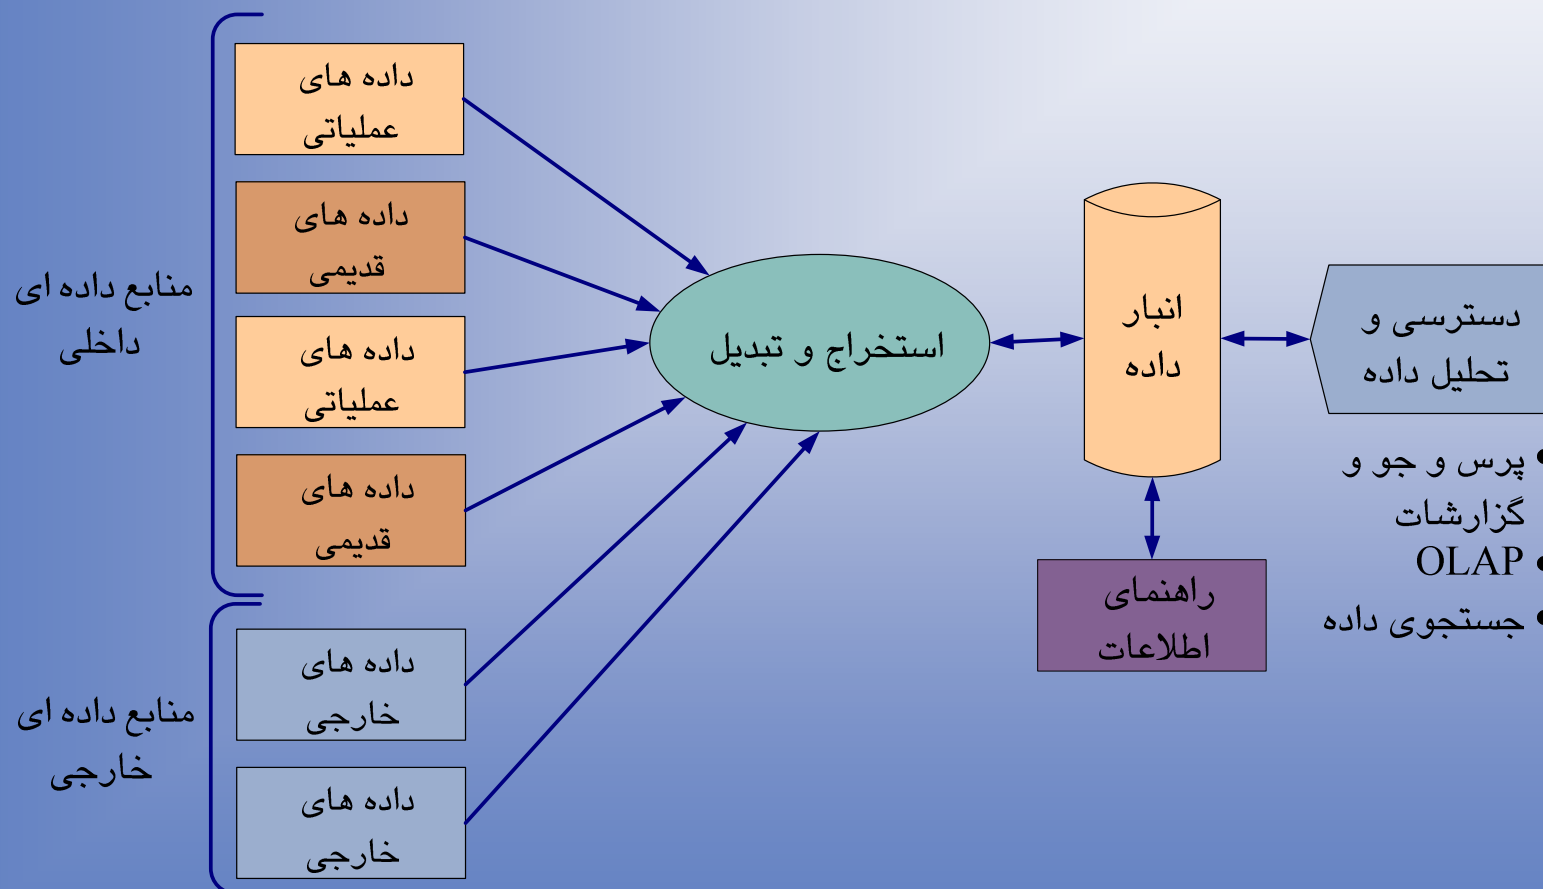 منابع داده ای
داخلی
داده های
عملیاتی
داده های
قدیمی
داده های
عملیاتی
داده های
قدیمی
منابع داده ای
خارجی
داده های
خارجی
داده های
خارجی
استخراج و تبدیل
انبار
داده
راهنمای
اطلاعات
دسترسی و
تحلیل داده
• پرس و جو و
گزارشات
• OLAP
• جستجوی داده